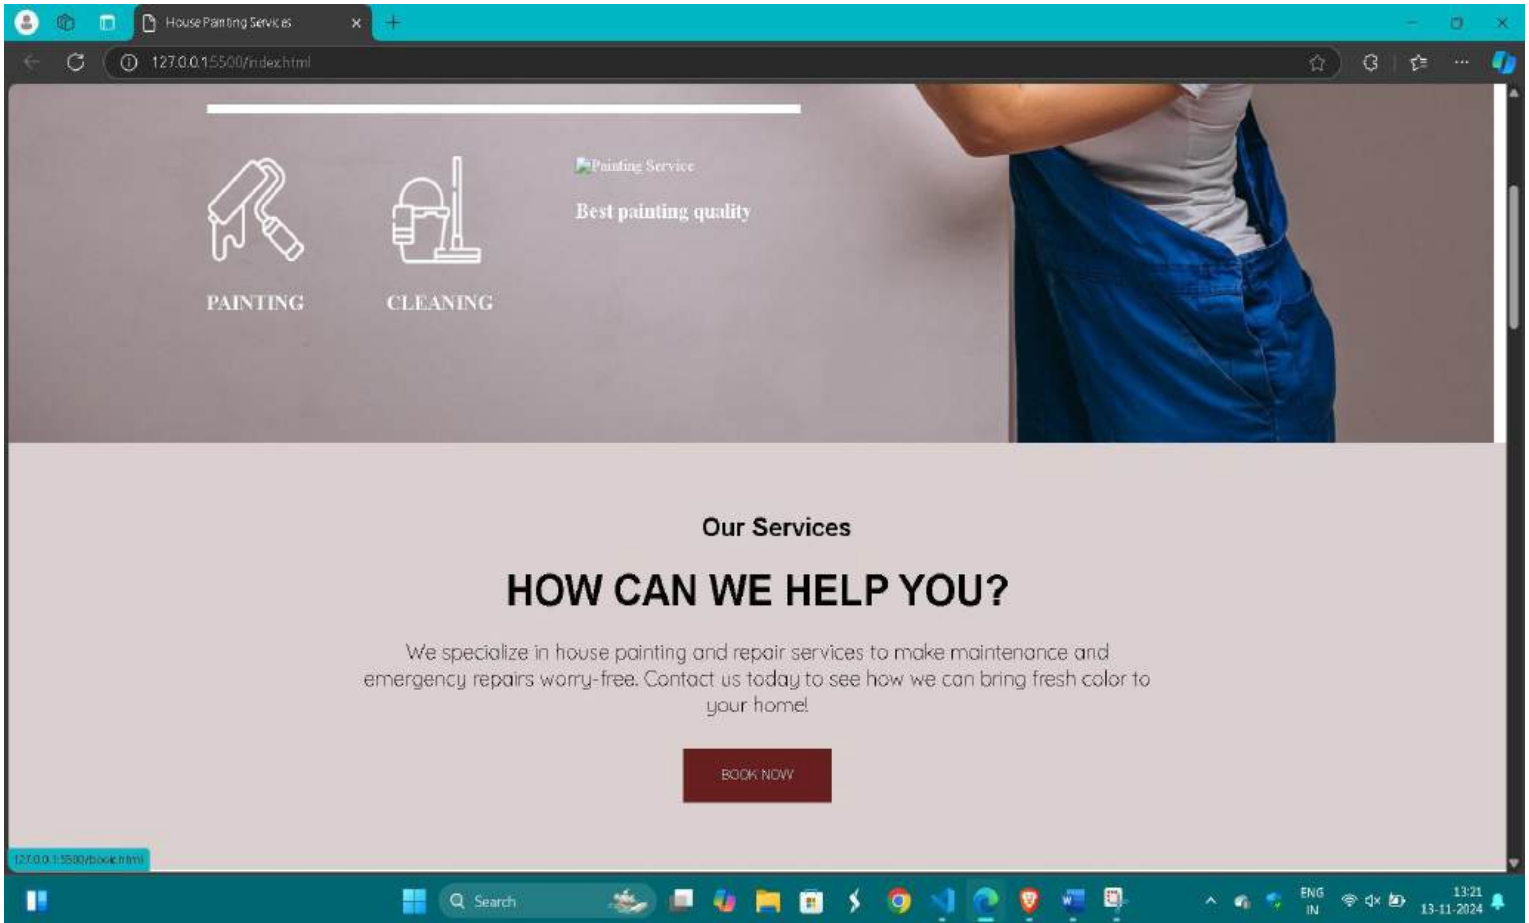 House Painting Services
127.0.0.1:5500/index.html
Painting Service
Best painting quality
PAINTING
CLEANING
Our Services
HOW CAN WE HELP YOU?
We specialize in house painting and repair services to make maintenance and
emergency repairs worry-free. Contact us today to see how we can bring fresh color to
your home!
BOOK NOW
127.0.0.1:5500/book.html
Search
ENG
IN
13:21
13-11-2024